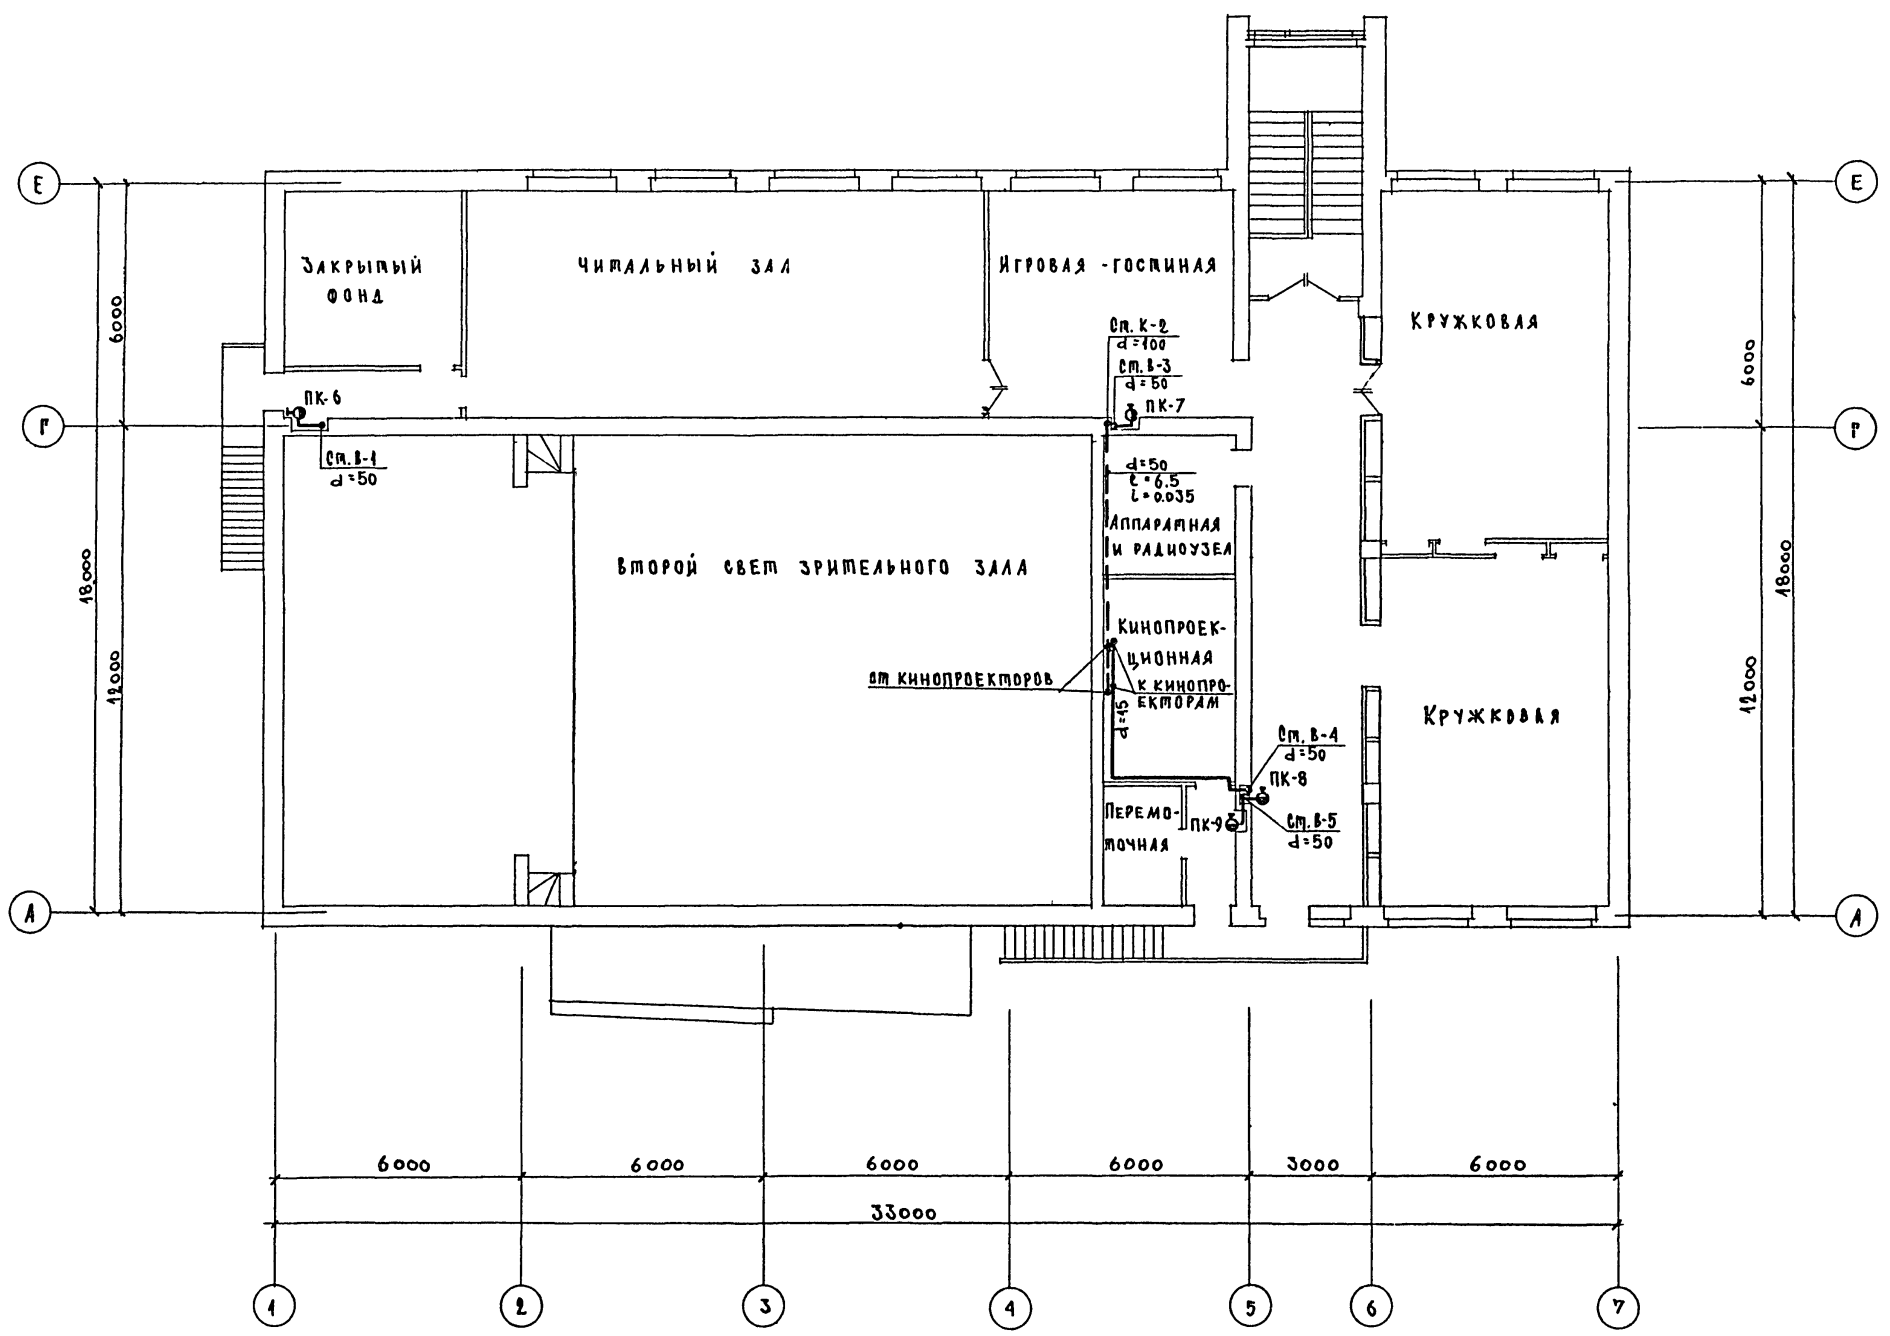 Е
Е
Закрытый
фонд
Читальный зал
Игровая-гостиная
Кружковая
6000
6000
Ст. К-2
d=100
Ст. В-3
d=50
ПК-6
ПК-7
Г
Г
Ст. В-1
d=50
d=50
ℓ=6.5
i=0.035
Аппаратная
и радиоузел
Второй свет зрительного зала
18000
18000
Кинопроек-
ционная
12000
12000
от кинопроекторов
к кинопро-
екторам
d=15
Кружковая
Ст. В-4
d=50
ПК-8
Перемо-
точная
ПК-9
Ст. В-5
d=50
А
А
6000
6000
6000
6000
3000
6000
33000
1
2
3
4
5
6
7